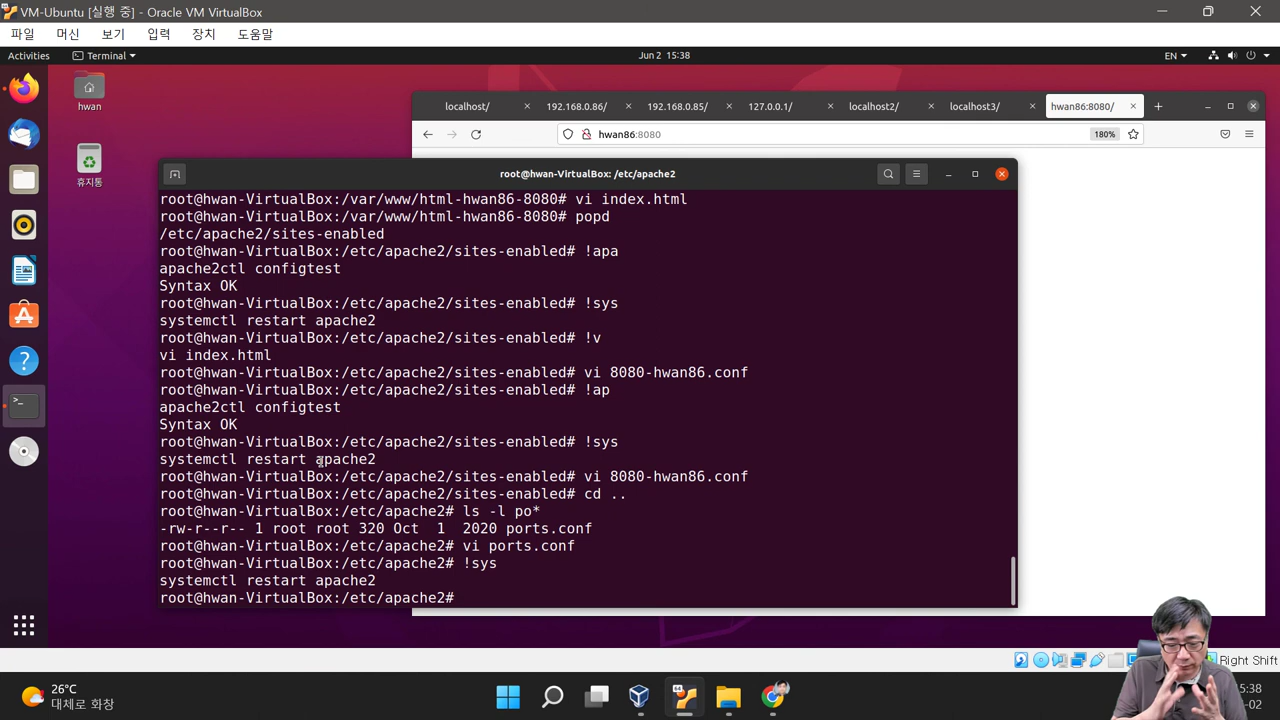 VM-Ubuntu [실행 중] - Oracle VM VirtualBox
파일 머신 보기 입력 장치 도움말
Activities Terminal Jun 2 15:38 EN
hwan
휴지통
localhost/ 192.168.0.86/ 192.168.0.85/ 127.0.0.1/ localhost2/ localhost3/ hwan86:8080/
hwan86:8080 180%
root@hwan-VirtualBox: /etc/apache2
root@hwan-VirtualBox:/var/www/html-hwan86-8080# vi index.html
root@hwan-VirtualBox:/var/www/html-hwan86-8080# popd
/etc/apache2/sites-enabled
root@hwan-VirtualBox:/etc/apache2/sites-enabled# !apa
apache2ctl configtest
Syntax OK
root@hwan-VirtualBox:/etc/apache2/sites-enabled# !sys
systemctl restart apache2
root@hwan-VirtualBox:/etc/apache2/sites-enabled# !v
vi index.html
root@hwan-VirtualBox:/etc/apache2/sites-enabled# vi 8080-hwan86.conf
root@hwan-VirtualBox:/etc/apache2/sites-enabled# !ap
apache2ctl configtest
Syntax OK
root@hwan-VirtualBox:/etc/apache2/sites-enabled# !sys
systemctl restart apache2
root@hwan-VirtualBox:/etc/apache2/sites-enabled# vi 8080-hwan86.conf
root@hwan-VirtualBox:/etc/apache2/sites-enabled# cd ..
root@hwan-VirtualBox:/etc/apache2# ls -l po*
-rw-r--r-- 1 root root 320 Oct  1  2020 ports.conf
root@hwan-VirtualBox:/etc/apache2# vi ports.conf
root@hwan-VirtualBox:/etc/apache2# !sys
systemctl restart apache2
root@hwan-VirtualBox:/etc/apache2#
Right Shift
26°C
대체로 화창
15:38
-02